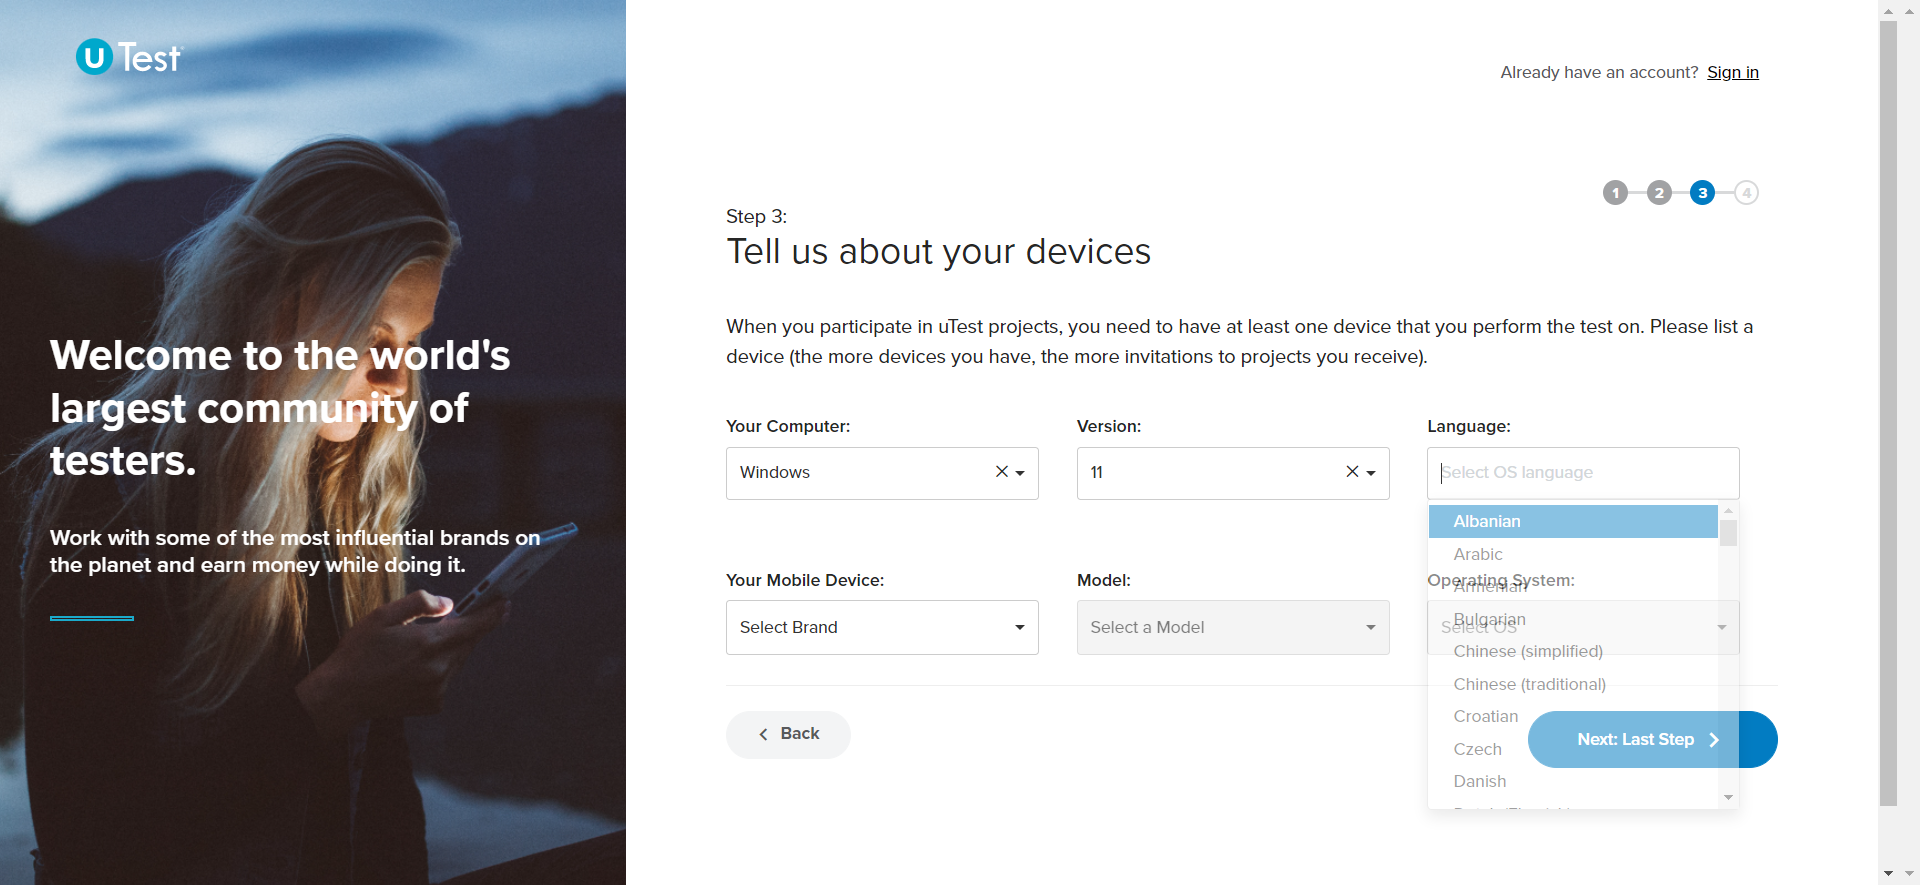 U Test
Already have an account? Sign in
1 2 3 4
Step 3:
Tell us about your devices
Welcome to the world's
largest community of
testers.
Work with some of the most influential brands on
the planet and earn money while doing it.
When you participate in uTest projects, you need to have at least one device that you perform the test on. Please list a
device (the more devices you have, the more invitations to projects you receive).
Your Computer: Version: Language:
Windows 11 Select OS language
Albanian
Arabic
Your Mobile Device: Model: Operating System:
Armenian
Select Brand Select a Model Select OS
Bulgarian
Chinese (simplified)
Chinese (traditional)
Croatian
Back Next: Last Step
Czech
Danish